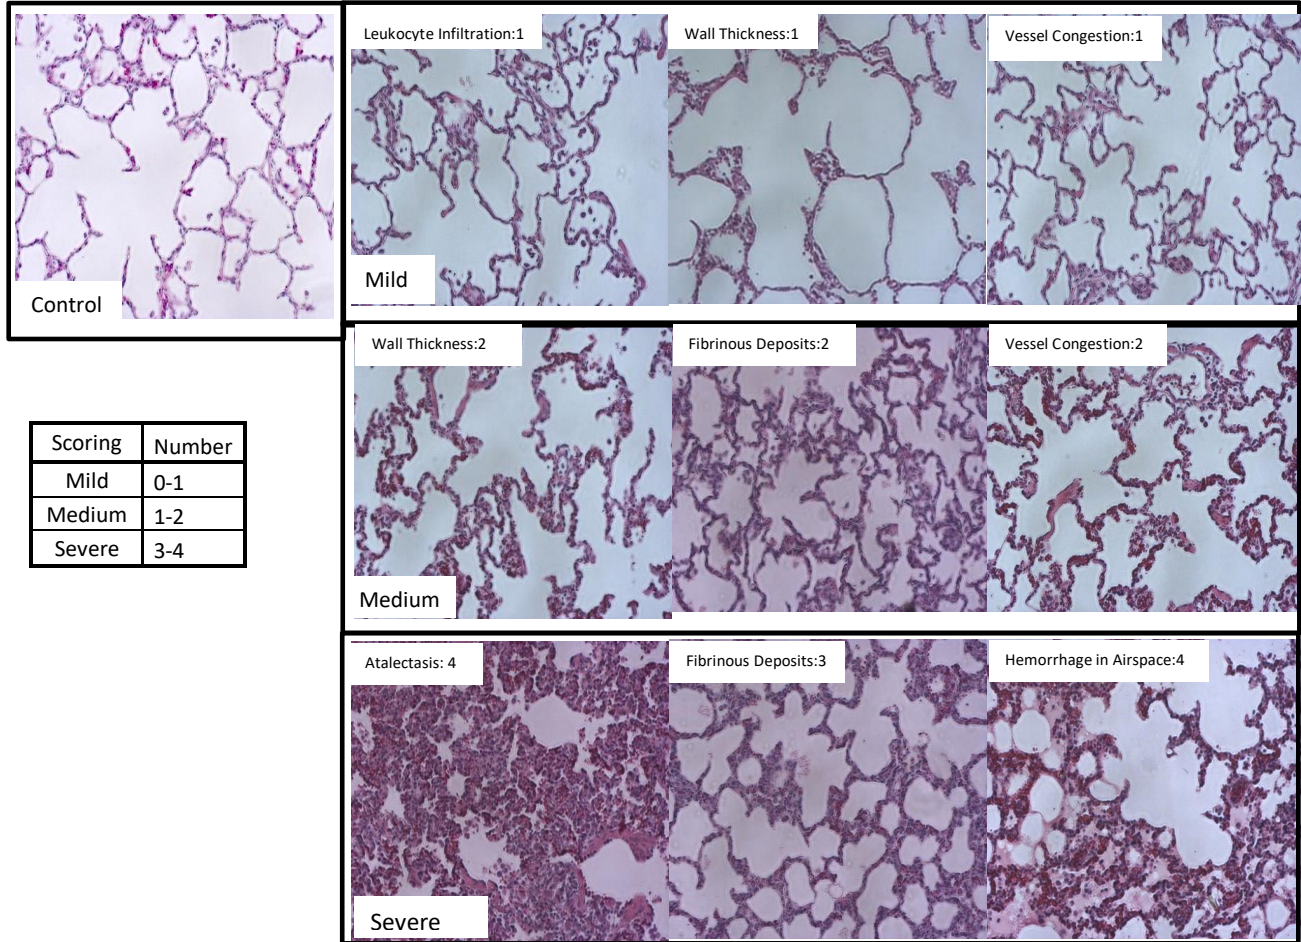 Control
Leukocyte Infiltration:1
Wall Thickness:1
Vessel Congestion:1
Mild
Wall Thickness:2
Fibrinous Deposits:2
Vessel Congestion:2
Medium
Atalectasis: 4
Fibrinous Deposits:3
Hemorrhage in Airspace:4
Severe
Scoring Number
Mild 0-1
Medium 1-2
Severe 3-4